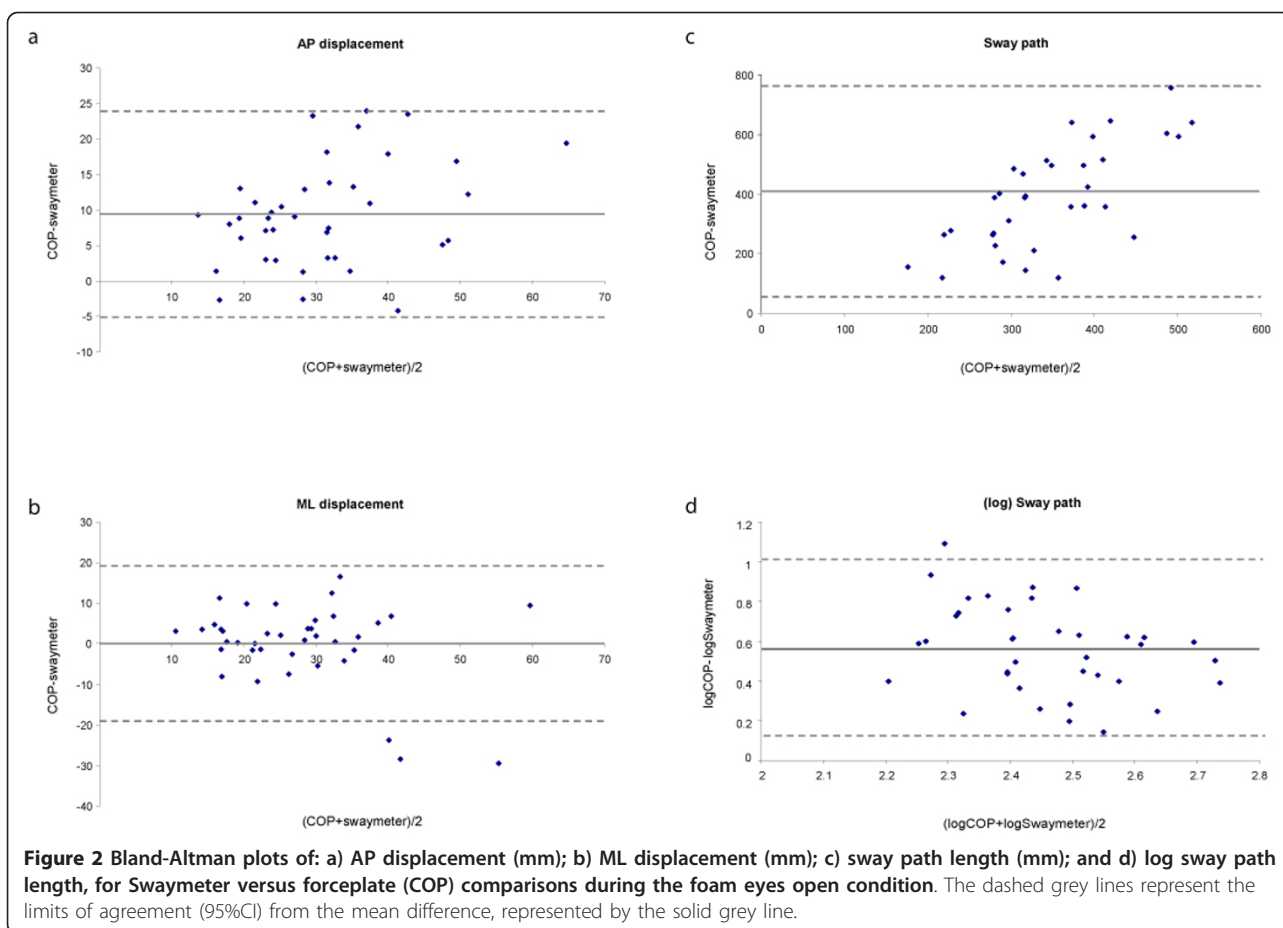 a
AP displacement
30
25
20
15
10
5
0
-5
-10
10 20 30 40 50 60 70
COP-swaymeter
(COP+swaymeter)/2
c
Sway path
800
600
400
200
0
0 100 200 300 400 500 600
COP-swaymeter
(COP+swaymeter)/2
b
ML displacement
30
20
10
0
-10
-20
-30
-40
10 20 30 40 50 60 70
COP-swaymeter
(COP+swaymeter)/2
d
(log) Sway path
1.2
1
0.8
0.6
0.4
0.2
0
2 2.1 2.2 2.3 2.4 2.5 2.6 2.7 2.8
logCOP-logSwaymeter
(logCOP+logSwaymeter)/2
Figure 2 Bland-Altman plots of: a) AP displacement (mm); b) ML displacement (mm); c) sway path length (mm); and d) log sway path
length, for Swaymeter versus forceplate (COP) comparisons during the foam eyes open condition. The dashed grey lines represent the
limits of agreement (95%CI) from the mean difference, represented by the solid grey line.